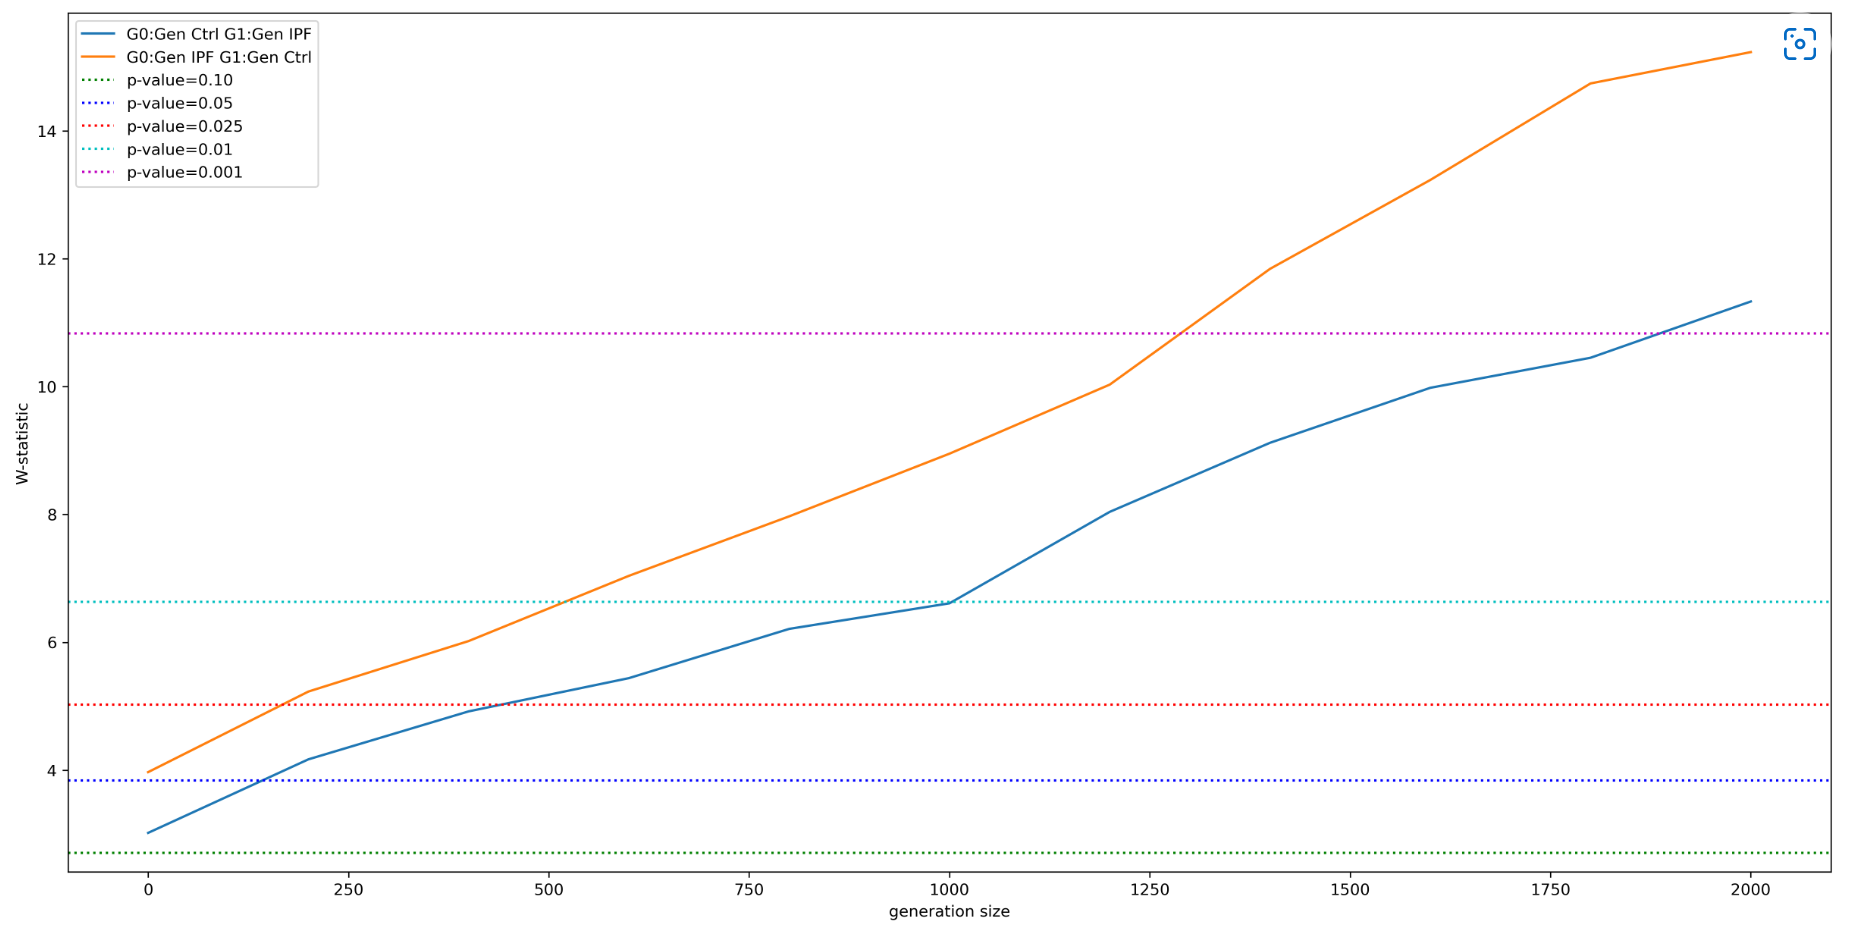 G0:Gen Ctrl G1:Gen IPF
G0:Gen IPF G1:Gen Ctrl
p-value=0.10
p-value=0.05
p-value=0.025
p-value=0.01
p-value=0.001
14
12
10
8
6
4
W-statistic
0 250 500 750 1000 1250 1500 1750 2000
generation size